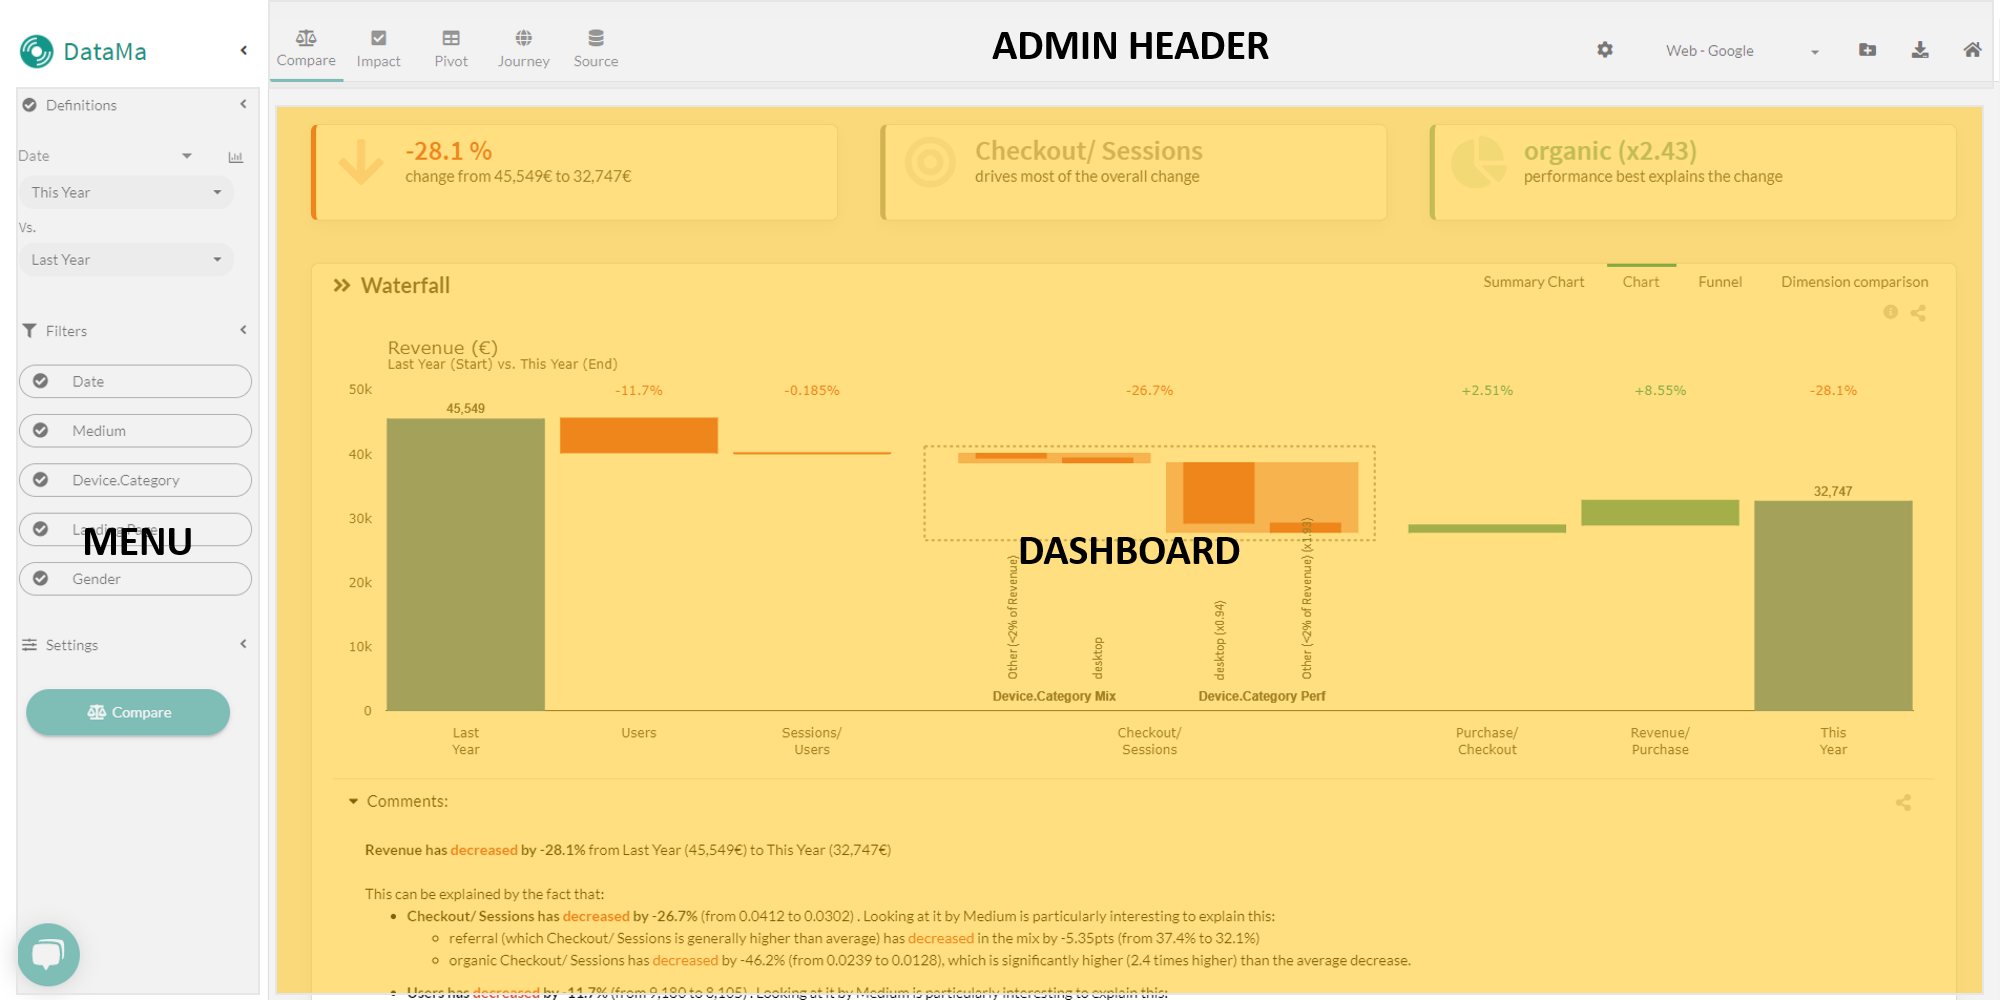 DataMa
Compare
Impact
Pivot
Journey
Source
ADMIN HEADER
Web - Google
Definitions
Date
This Year
Vs.
Last Year
Filters
Date
Medium
Device.Category
Landing Page
MENU
Gender
Settings
Compare
-28.1 %
change from 45,549€ to 32,747€
Checkout/ Sessions
drives most of the overall change
organic (x2.43)
performance best explains the change
Waterfall
Summary Chart
Chart
Funnel
Dimension comparison
Revenue (€)
Last Year (Start) vs. This Year (End)
50k
40k
30k
20k
10k
0
-11.7%
-0.185%
-26.7%
+2.51%
+8.55%
-28.1%
45,549
32,747
DASHBOARD
Other (<2% of Revenue)
desktop
desktop (x0.94)
Other (<2% of Revenue) (x1.93)
Device.Category Mix
Device.Category Perf
Last
Year
Users
Sessions/
Users
Checkout/
Sessions
Purchase/
Checkout
Revenue/
Purchase
This
Year
Comments:
Revenue has decreased by -28.1% from Last Year (45,549€) to This Year (32,747€)
This can be explained by the fact that:
• Checkout/ Sessions has decreased by -26.7% (from 0.0412 to 0.0302) . Looking at it by Medium is particularly interesting to explain this:
○ referral (which Checkout/ Sessions is generally higher than average) has decreased in the mix by -5.35pts (from 37.4% to 32.1%)
○ organic Checkout/ Sessions has decreased by -46.2% (from 0.0239 to 0.0128), which is significantly higher (2.4 times higher) than the average decrease.
• Users has decreased by -11.7% (from 9,180 to 8,105) . Looking at it by Medium is particularly interesting to explain this: